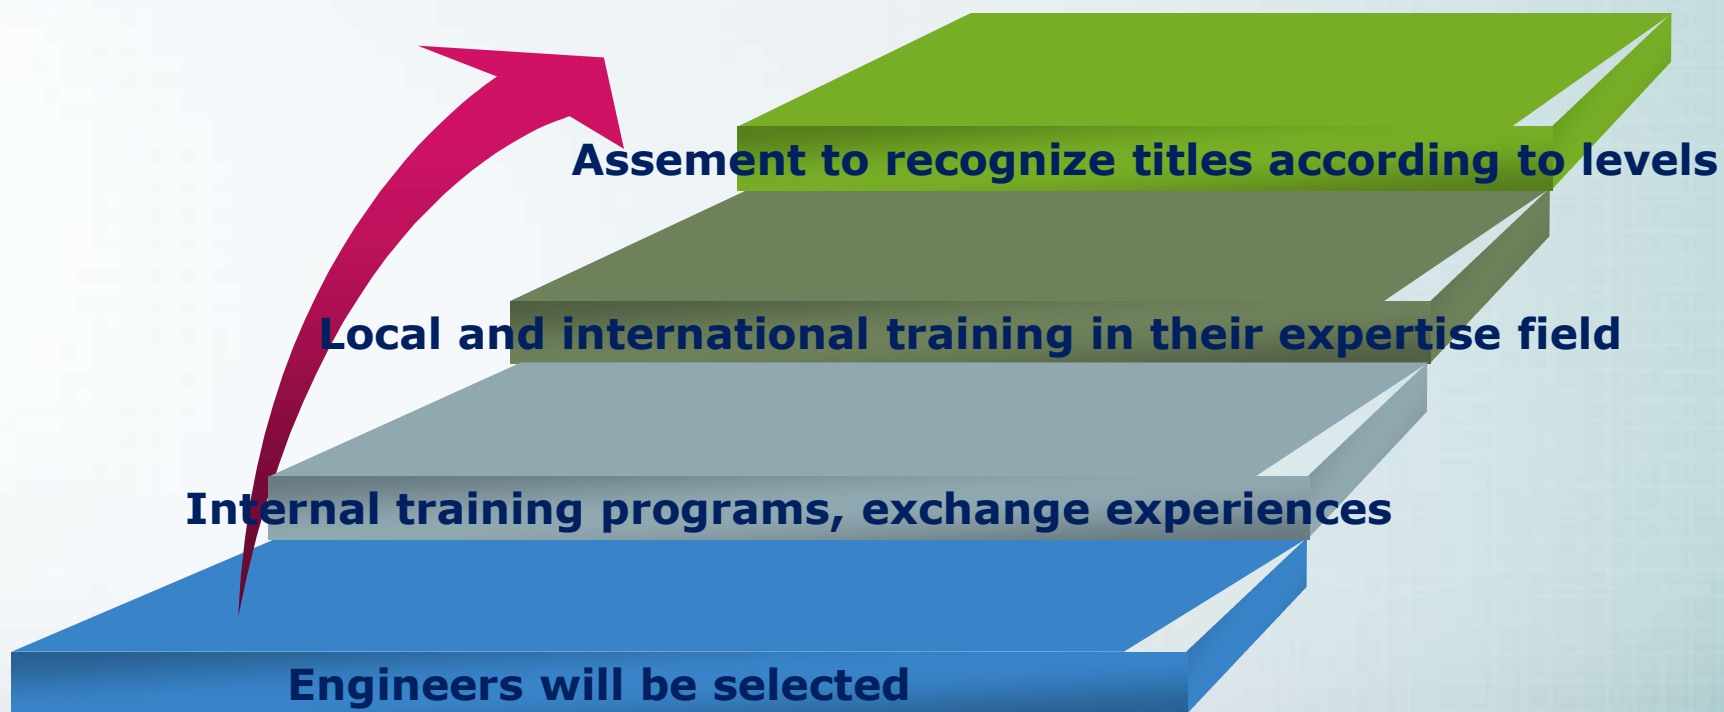 Assement to recognize titles according to levels
Local and international training in their expertise field
Internal training programs, exchange experiences
Engineers will be selected